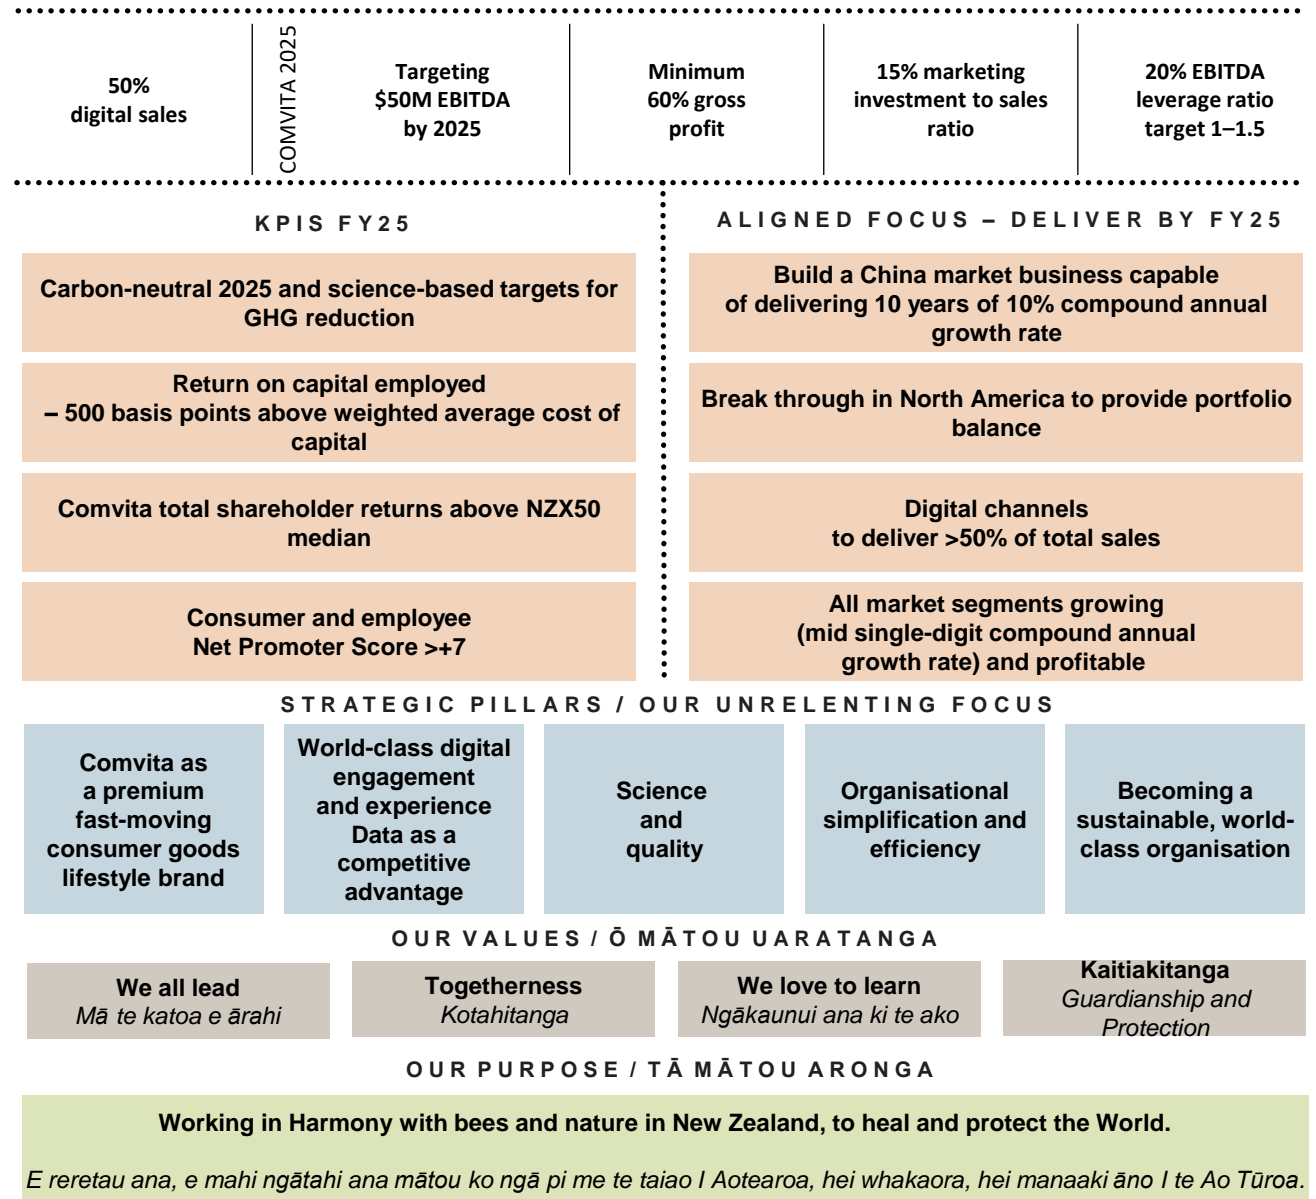 50%
digital sales
COMVITA 2025
Targeting
$50M EBITDA
by 2025
Minimum
60% gross
profit
15% marketing
investment to sales
ratio
20% EBITDA
leverage ratio
target 1–1.5
KPIS FY25
Carbon-neutral 2025 and science-based targets for
GHG reduction
Return on capital employed
– 500 basis points above weighted average cost of
capital
Comvita total shareholder returns above NZX50
median
Consumer and employee
Net Promoter Score >+7
ALIGNED FOCUS – DELIVER BY FY25
Build a China market business capable
of delivering 10 years of 10% compound annual
growth rate
Break through in North America to provide portfolio
balance
Digital channels
to deliver >50% of total sales
All market segments growing
(mid single-digit compound annual
growth rate) and profitable
STRATEGIC PILLARS / OUR UNRELENTING FOCUS
Comvita as
a premium
fast-moving
consumer goods
lifestyle brand
World-class digital
engagement
and experience
Data as a
competitive
advantage
Science
and
quality
Organisational
simplification and
efficiency
Becoming a
sustainable, world-
class organisation
OUR VALUES / Ō MĀTOU UARATANGA
We all lead
Mā te katoa e ārahi
Togetherness
Kotahitanga
We love to learn
Ngākaunui ana ki te ako
Kaitiakitanga
Guardianship and
Protection
OUR PURPOSE / TĀ MĀTOU ARONGA
Working in Harmony with bees and nature in New Zealand, to heal and protect the World.
E reretau ana, e mahi ngātahi ana mātou ko ngā pi me te taiao I Aotearoa, hei whakaora, hei manaaki āno I te Ao Tūroa.